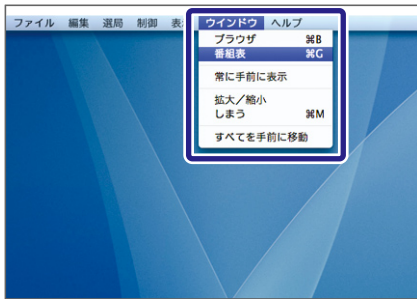 ファイル 編集 選局 制御 表 ウインドウ ヘルプ
ブラウザ ⌘B
番組表 ⌘G
常に手前に表示
拡大／縮小
しまう ⌘M
すべてを手前に移動